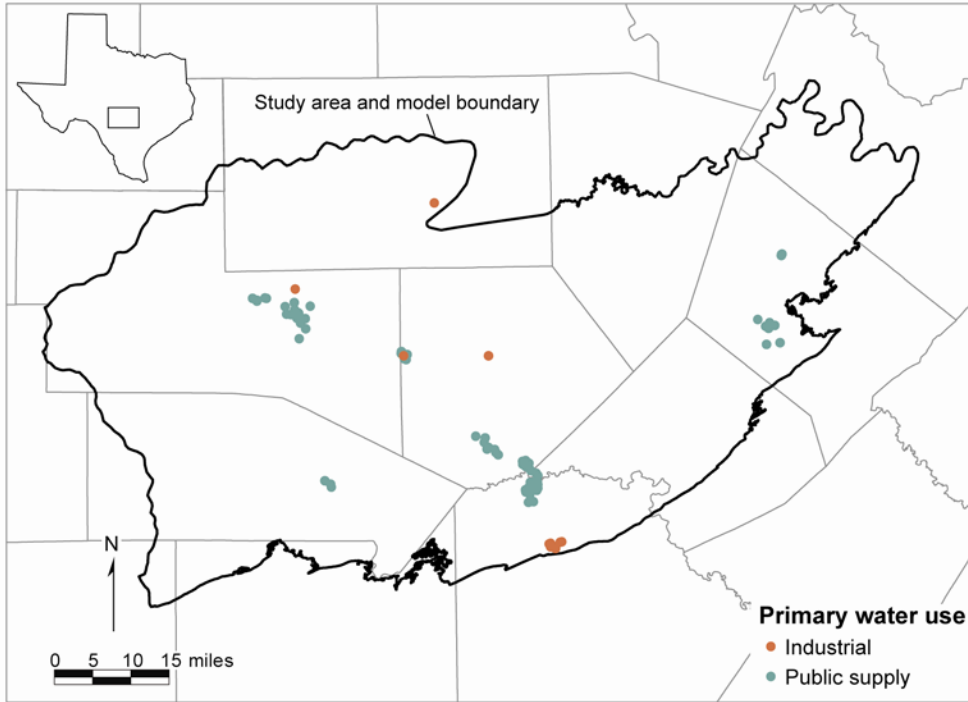 Study area and model boundary
N
0 5 10 15 miles
Primary water use
Industrial
Public supply